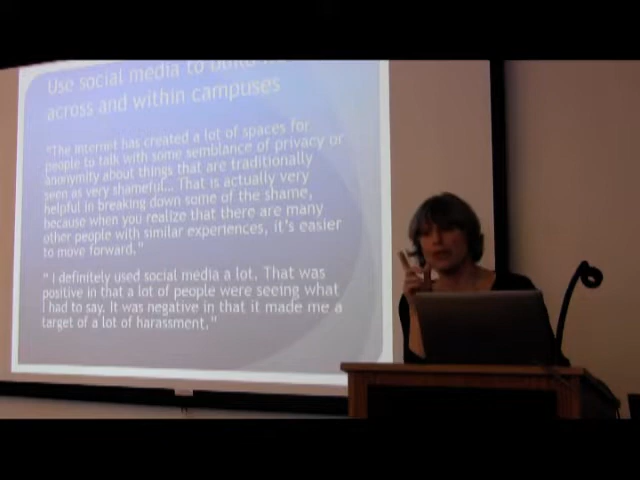 Use social media to build
across and within campuses
"The internet has created a lot of spaces for
people to talk with some semblance of privacy or
anonymity about things that are traditionally
seen as very shameful... That is actually very
helpful in breaking down some of the shame,
because when you realize that there are many
other people with similar experiences, it's easier
to move forward."
" I definitely used social media a lot. That was
positive in that a lot of people were seeing what
I had to say. It was negative in that it made me a
target of a lot of harassment."